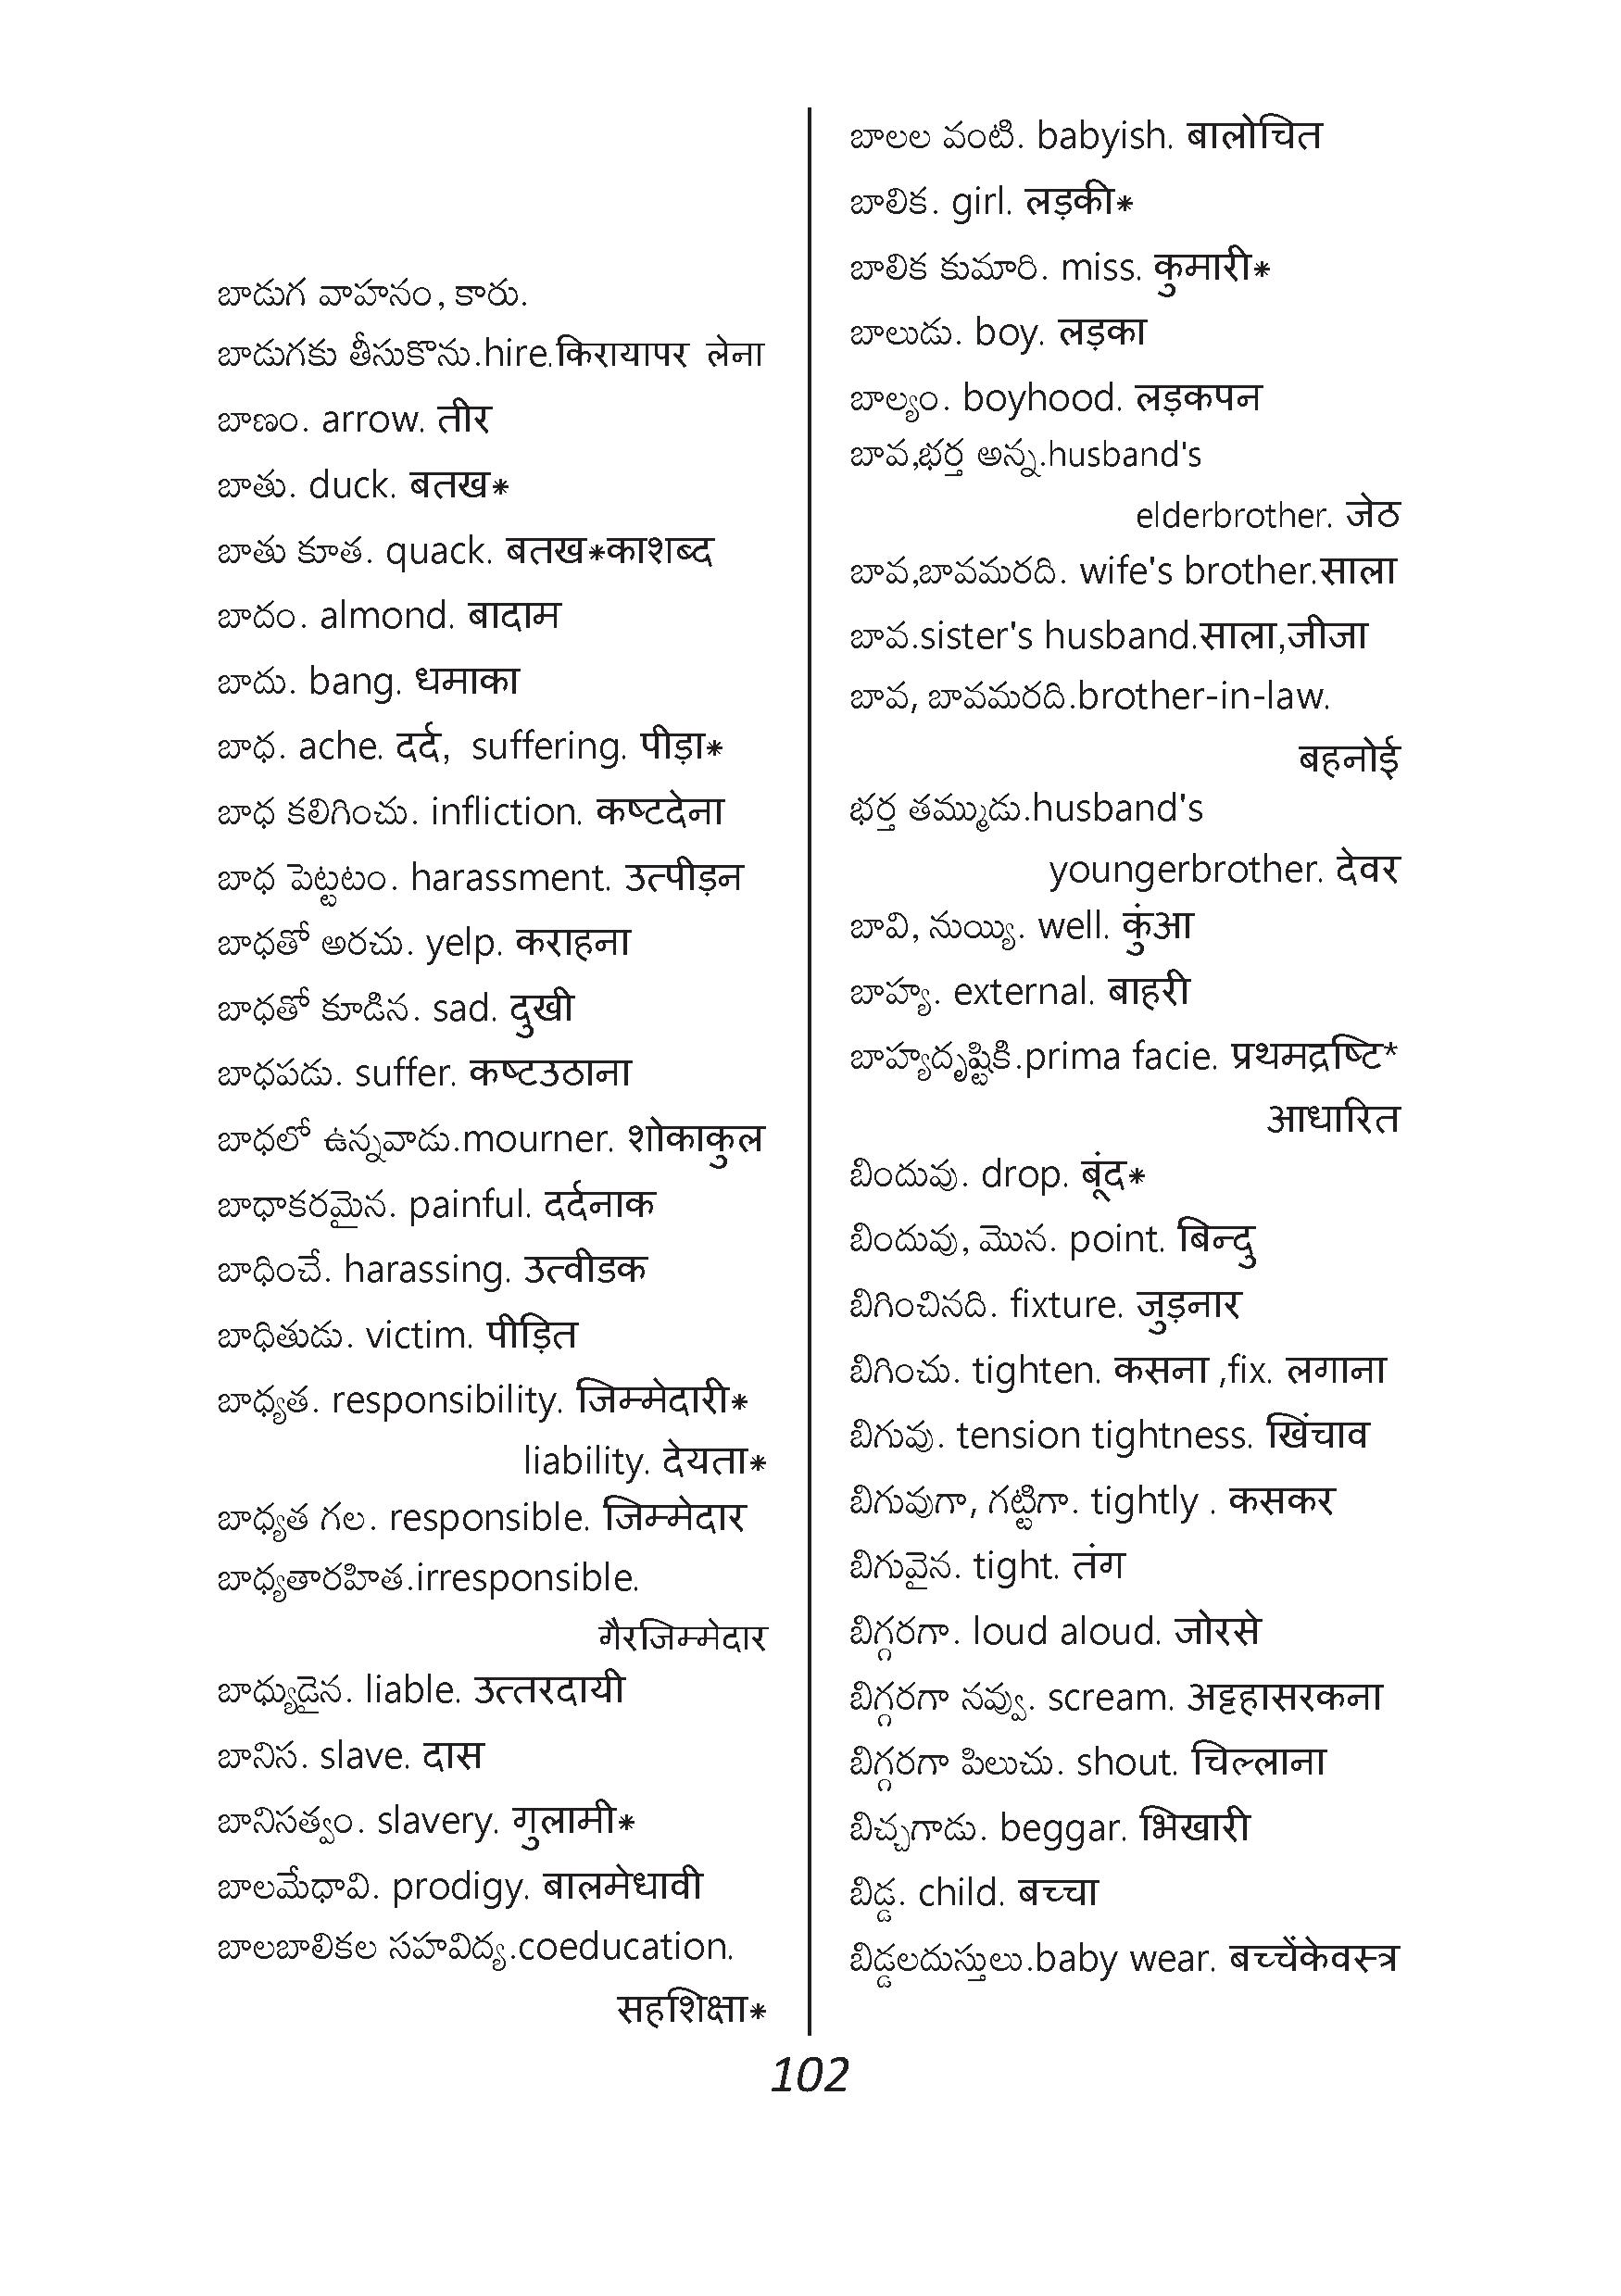 బాడుగ వాహనం, కారు.
బాడుగకు తీసుకొను.hire.किरायापर लेना
బాణం. arrow. तीर
బాతు. duck. बतख*
బాతు కూత. quack. बतख*काशब्द
బాదం. almond. बादाम
బాదు. bang. धमाका
బాధ. ache. दर्द, suffering. पीड़ा*
బాధ కలిగించు. infliction. कष्टदेना
బాధ పెట్టటం. harassment. उत्पीड़न
బాధతో అరచు. yelp. कराहना
బాధతో కూడిన. sad. दुखी
బాధపడు. suffer. कष्टउठाना
బాధలో ఉన్నవాడు.mourner. शोकाकुल
బాధాకరమైన. painful. दर्दनाक
బాధించే. harassing. उत्वीडक
బాధితుడు. victim. पीड़ित
బాధ్యత. responsibility. जिम्मेदारी*
liability. देयता*
బాధ్యత గల. responsible. जिम्मेदार
బాధ్యతారహిత.irresponsible.
गैरजिम्मेदार
బాధ్యుడైన. liable. उत्तरदायी
బానిస. slave. दास
బానిసత్వం. slavery. गुलामी*
బాలమేధావి. prodigy. बालमेधावी
బాలబాలికల సహవిద్య.coeducation.
सहशिक्षा*
బాలల వంటి. babyish. बालोचित
బాలిక. girl. लड़की*
బాలిక కుమారి. miss. कुमारी*
బాలుడు. boy. लड़का
బాల్యం. boyhood. लड़कपन
బావ,భర్త అన్న.husband's
elderbrother. जेठ
బావ,బావమరది. wife's brother.साला
బావ.sister's husband.साला,जीजा
బావ, బావమరది.brother-in-law.
बहनोई
భర్త తమ్ముడు.husband's
youngerbrother. देवर
బావి, నుయ్యి. well. कुंआ
బాహ్య. external. बाहरी
బాహ్యదృష్టికి.prima facie. प्रथमद्रष्टि*
आधारित
బిందువు. drop. बूंद*
బిందువు, మొన. point. बिन्दु
బిగించినది. fixture. जुड़नार
బిగించు. tighten. कसना ,fix. लगाना
బిగువు. tension tightness. खिंचाव
బిగువుగా, గట్టిగా. tightly . कसकर
బిగువైన. tight. तंग
బిగ్గరగా. loud aloud. जोरसे
బిగ్గరగా నవ్వు. scream. अट्टहासरकना
బిగ్గరగా పిలుచు. shout. चिल्लाना
బిచ్చగాడు. beggar. भिखारी
బిడ్డ. child. बच्चा
బిడ్డలదుస్తులు.baby wear. बच्चेंकेवस्त्र
102